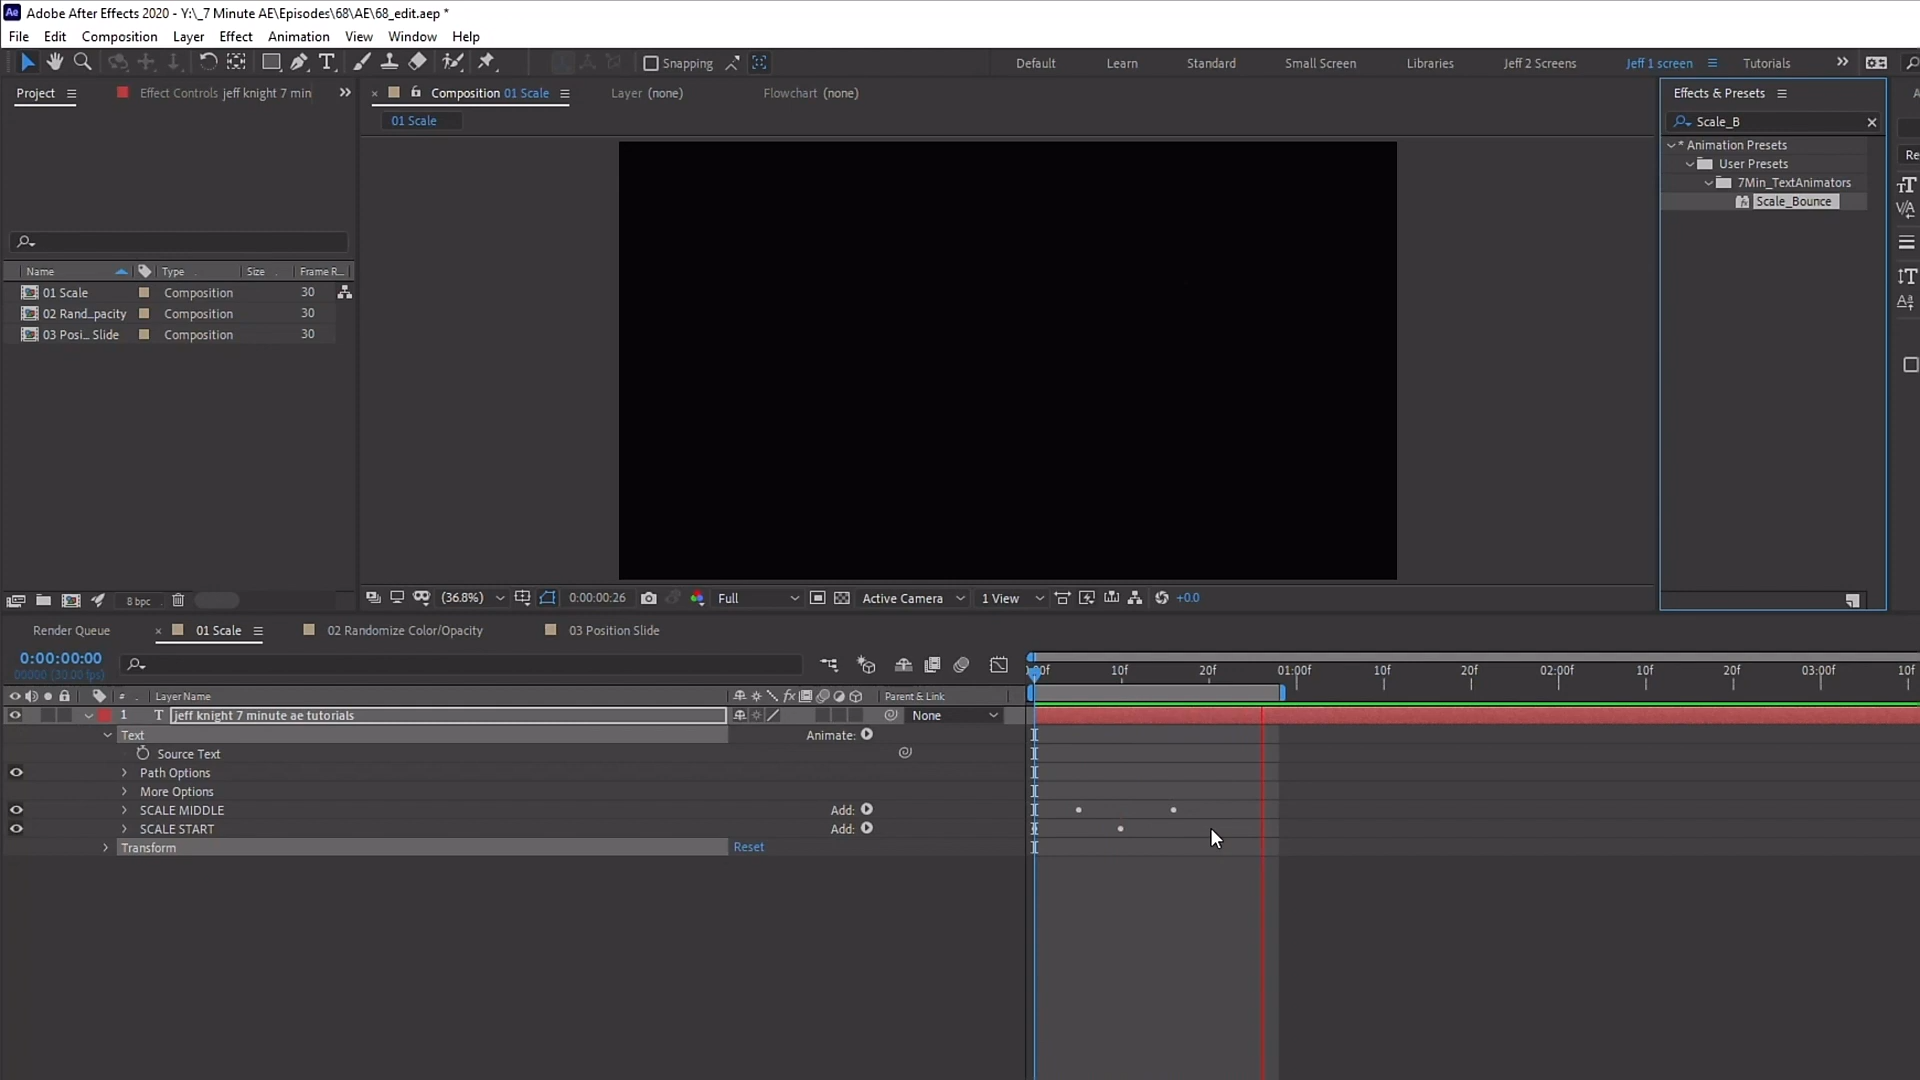 Ae Adobe After Effects 2020 - Y:\_7 Minute AE\Episodes\68\AE\68_edit.aep *
File Edit Composition Layer Effect Animation View Window Help
Snapping Default Learn Standard Small Screen Libraries Jeff 2 Screens Jeff 1 screen Tutorials
Project Effect Controls jeff knight 7 min Composition 01 Scale Layer (none) Flowchart (none) Effects & Presets
01 Scale Scale_B
* Animation Presets
User Presets
7Min_TextAnimators
Scale_Bounce
Name Type Size Frame R...
01 Scale Composition 30
02 Rand...pacity Composition 30
03 Posi... Slide Composition 30
8 bpc (36.8%) 0:00:00:26 Full Active Camera 1 View +0.0
Render Queue 01 Scale 02 Randomize Color/Opacity 03 Position Slide
0:00:00:00
00000 (30.00 fps)
:00f 10f 20f 01:00f 10f 20f 02:00f 10f 20f 03:00f 10f
# Layer Name fx Parent & Link
1 T jeff knight 7 minute ae tutorials None
Text Animate:
Source Text
Path Options
More Options
SCALE MIDDLE Add:
SCALE START Add:
Transform Reset